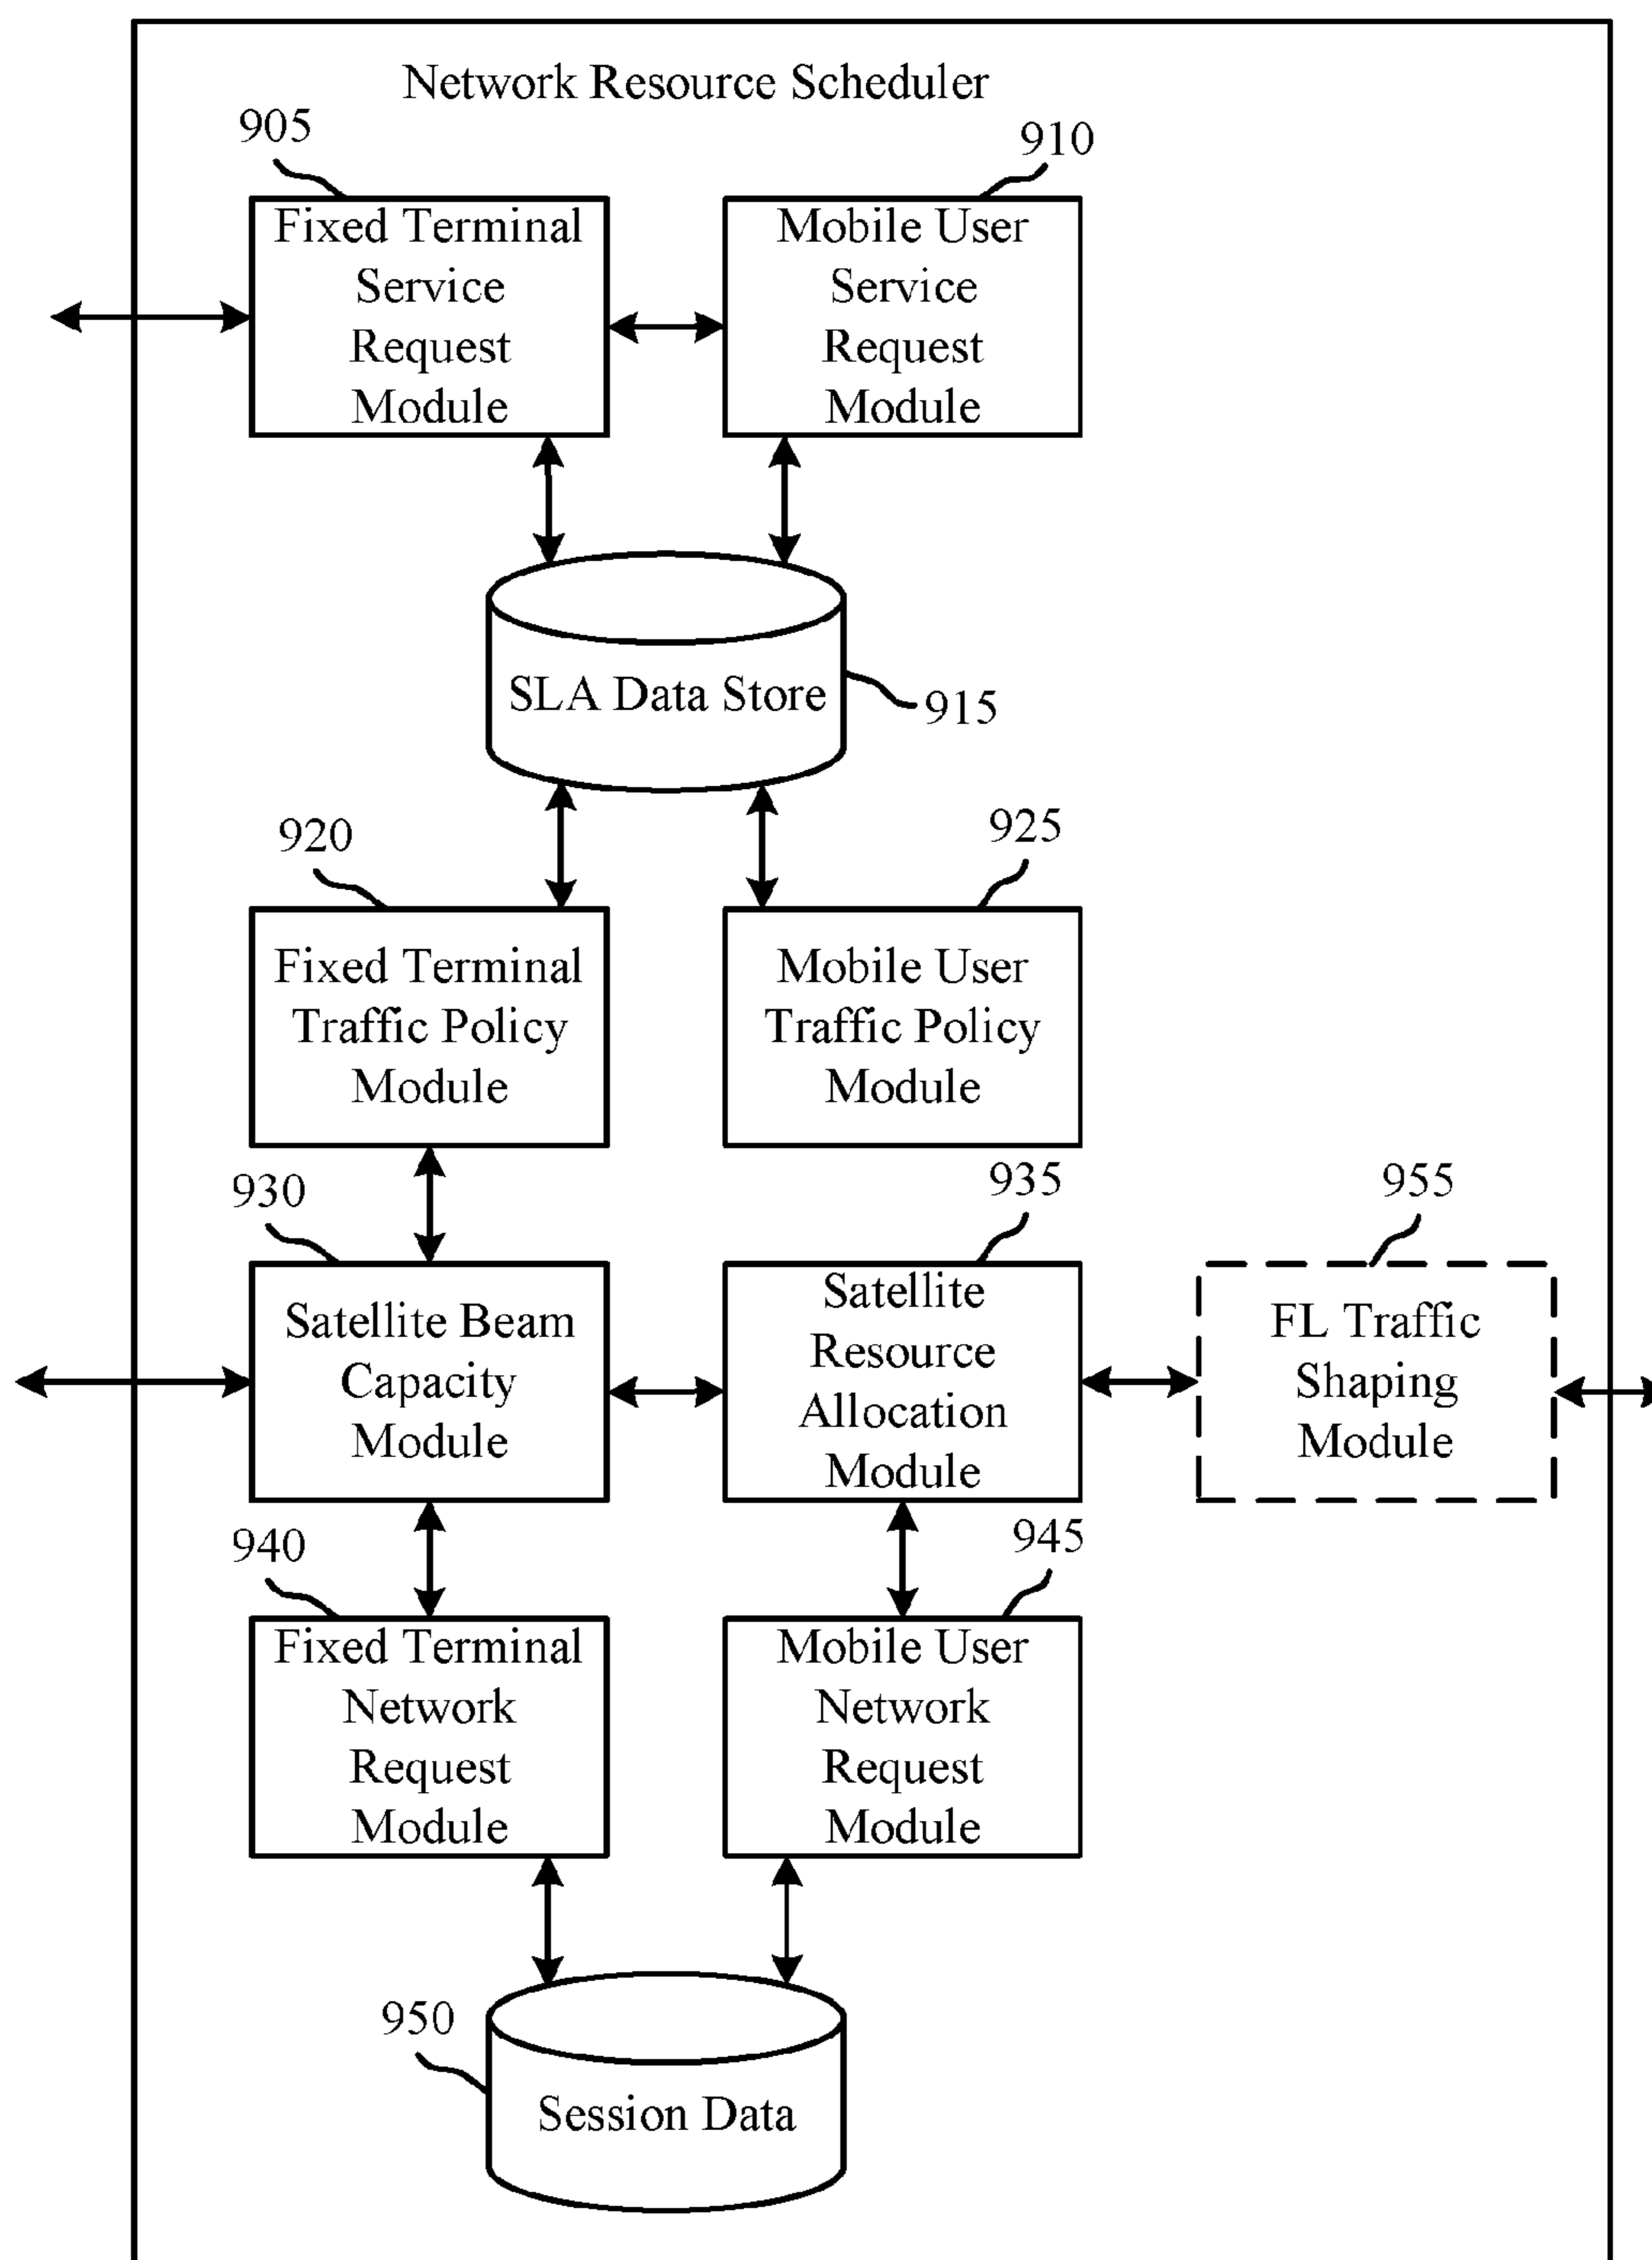 Network Resource Scheduler
905
910
Fixed Terminal
Service
Request
Module
Mobile User
Service
Request
Module
SLA Data Store
915
920
925
Fixed Terminal
Traffic Policy
Module
Mobile User
Traffic Policy
Module
930
935
955
Satellite Beam
Capacity
Module
Satellite
Resource
Allocation
Module
FL Traffic
Shaping
Module
940
945
Fixed Terminal
Network
Request
Module
Mobile User
Network
Request
Module
950
Session Data